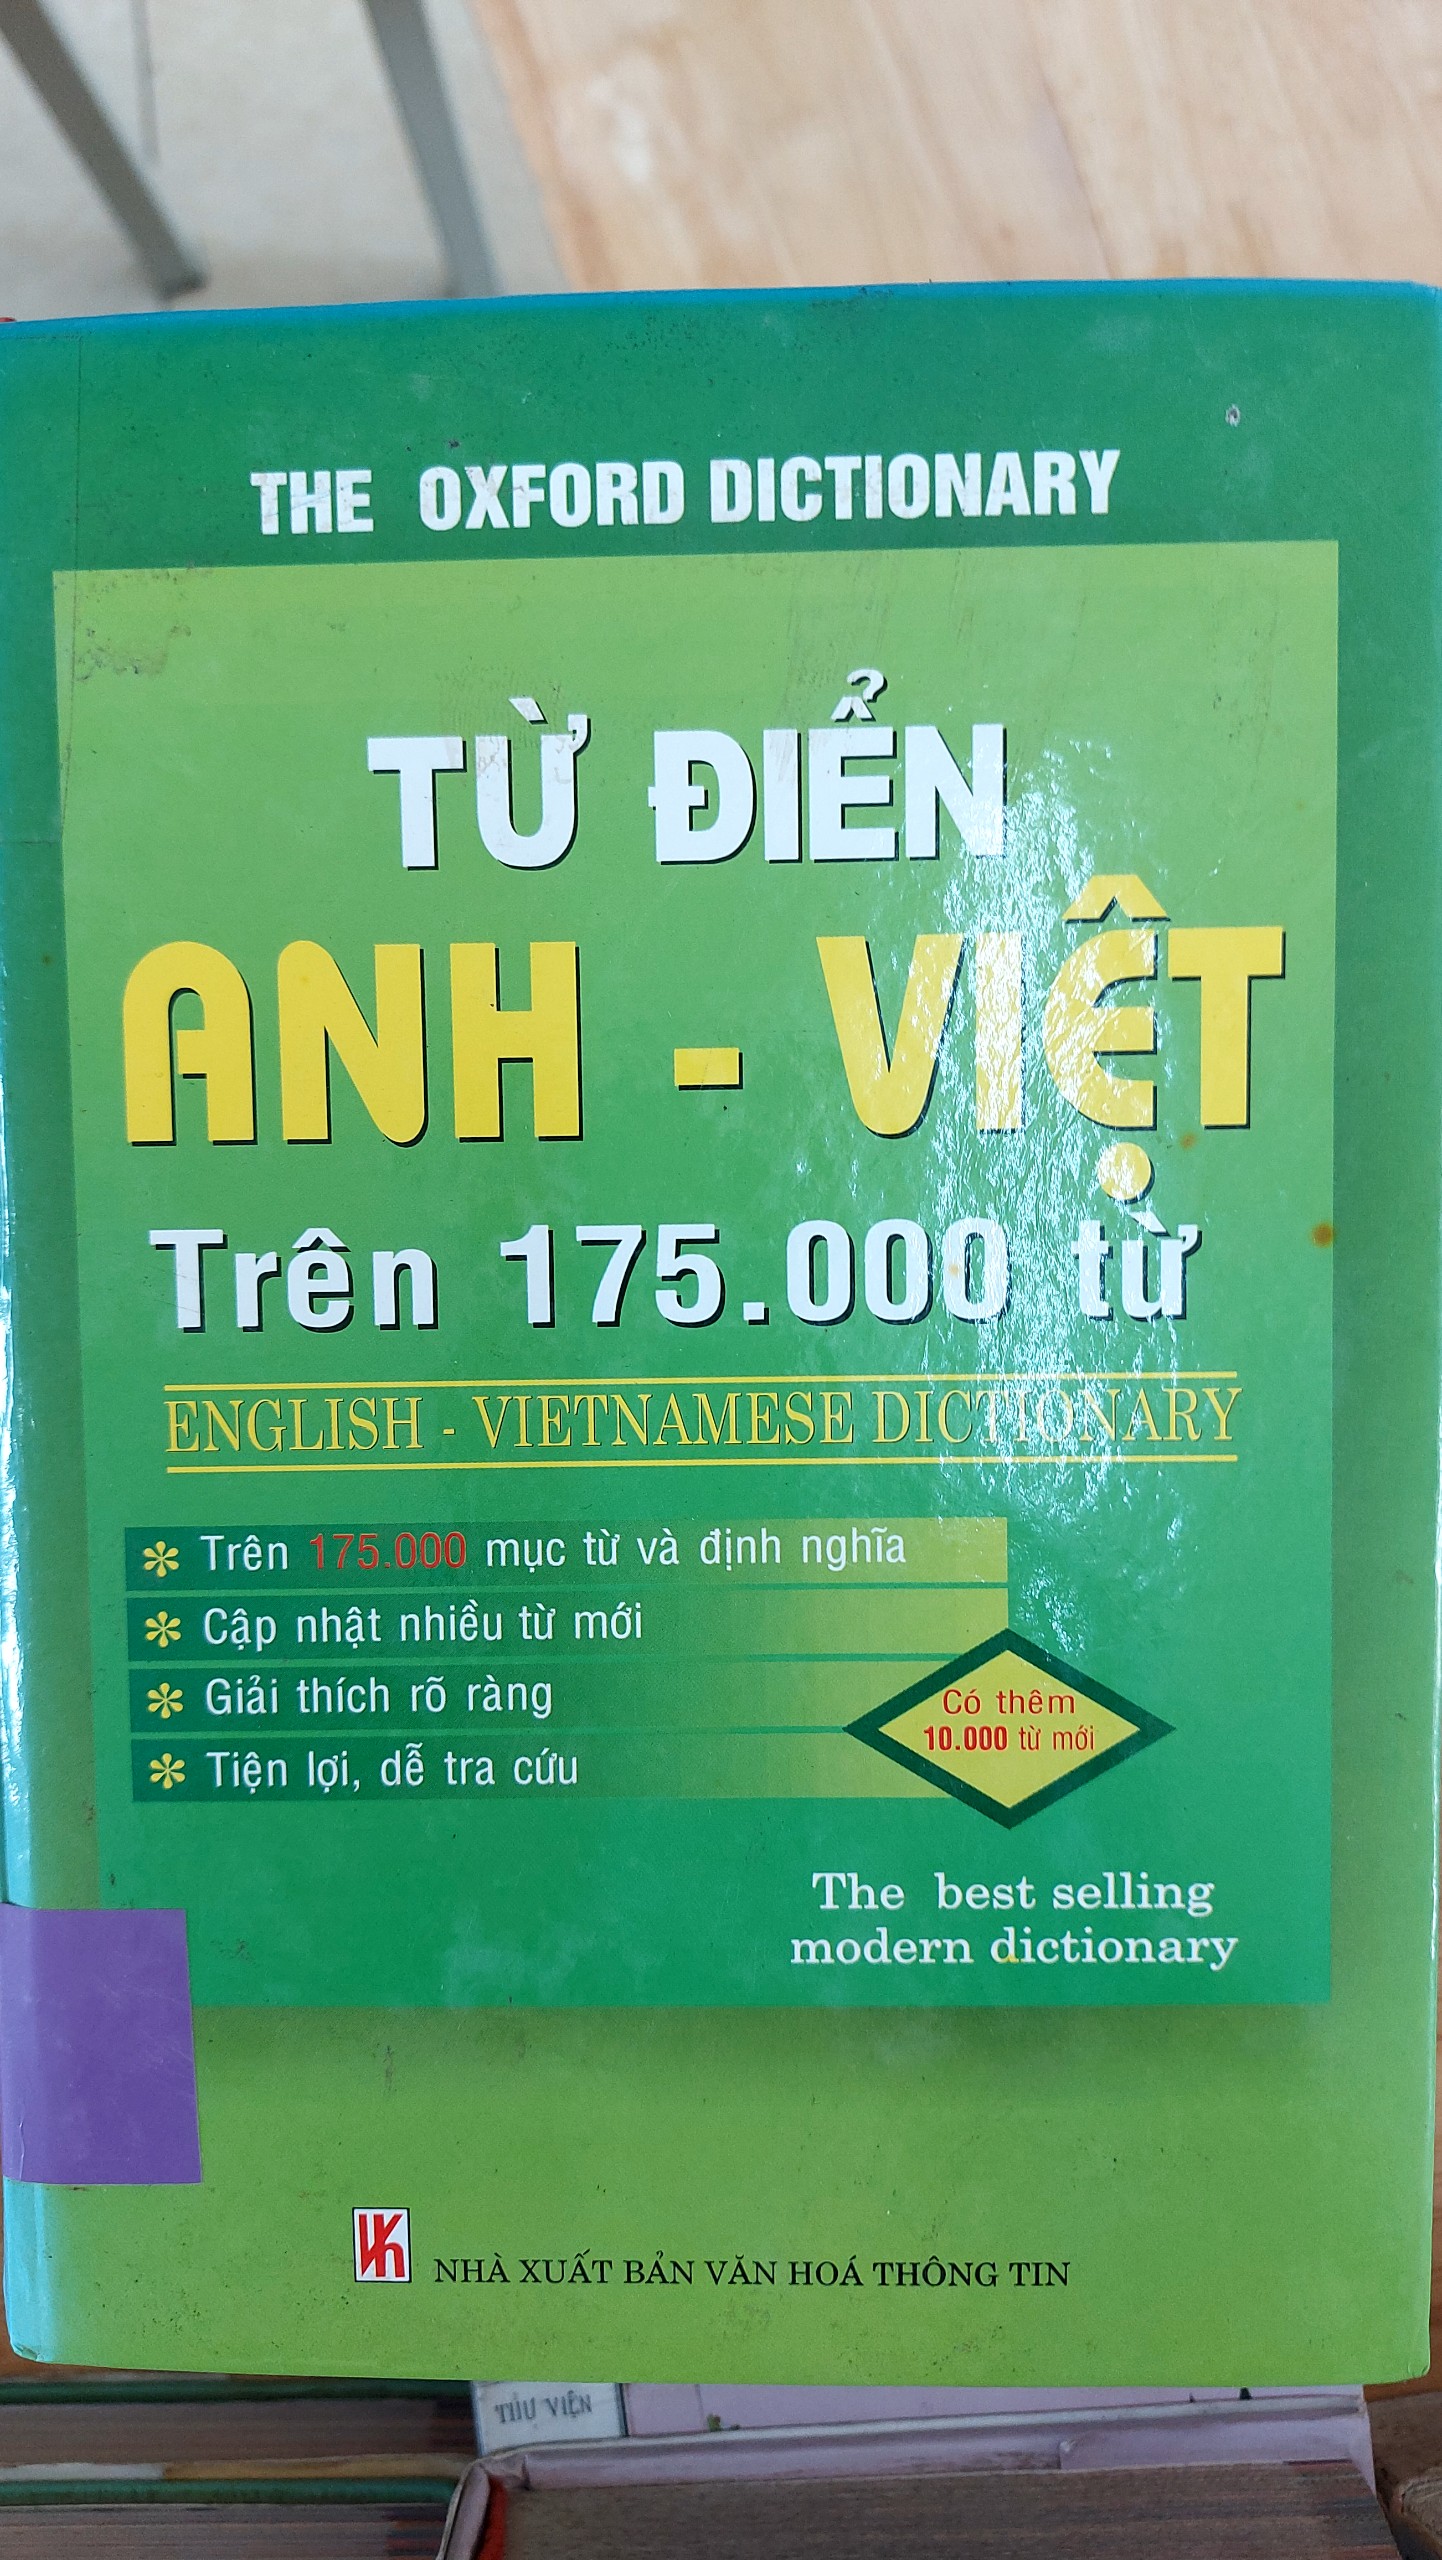 THE OXFORD DICTIONARY
TỪ ĐIỂN
ANH - VIỆT
Trên 175.000 từ
ENGLISH - VIETNAMESE DICTIONARY
Trên 175.000 mục từ và định nghĩa
Cập nhật nhiều từ mới
Giải thích rõ ràng
Tiện lợi, dễ tra cứu
Có thêm
10.000 từ mới
The best selling
modern dictionary
NHÀ XUẤT BẢN VĂN HOÁ THÔNG TIN
THƯ VIỆN